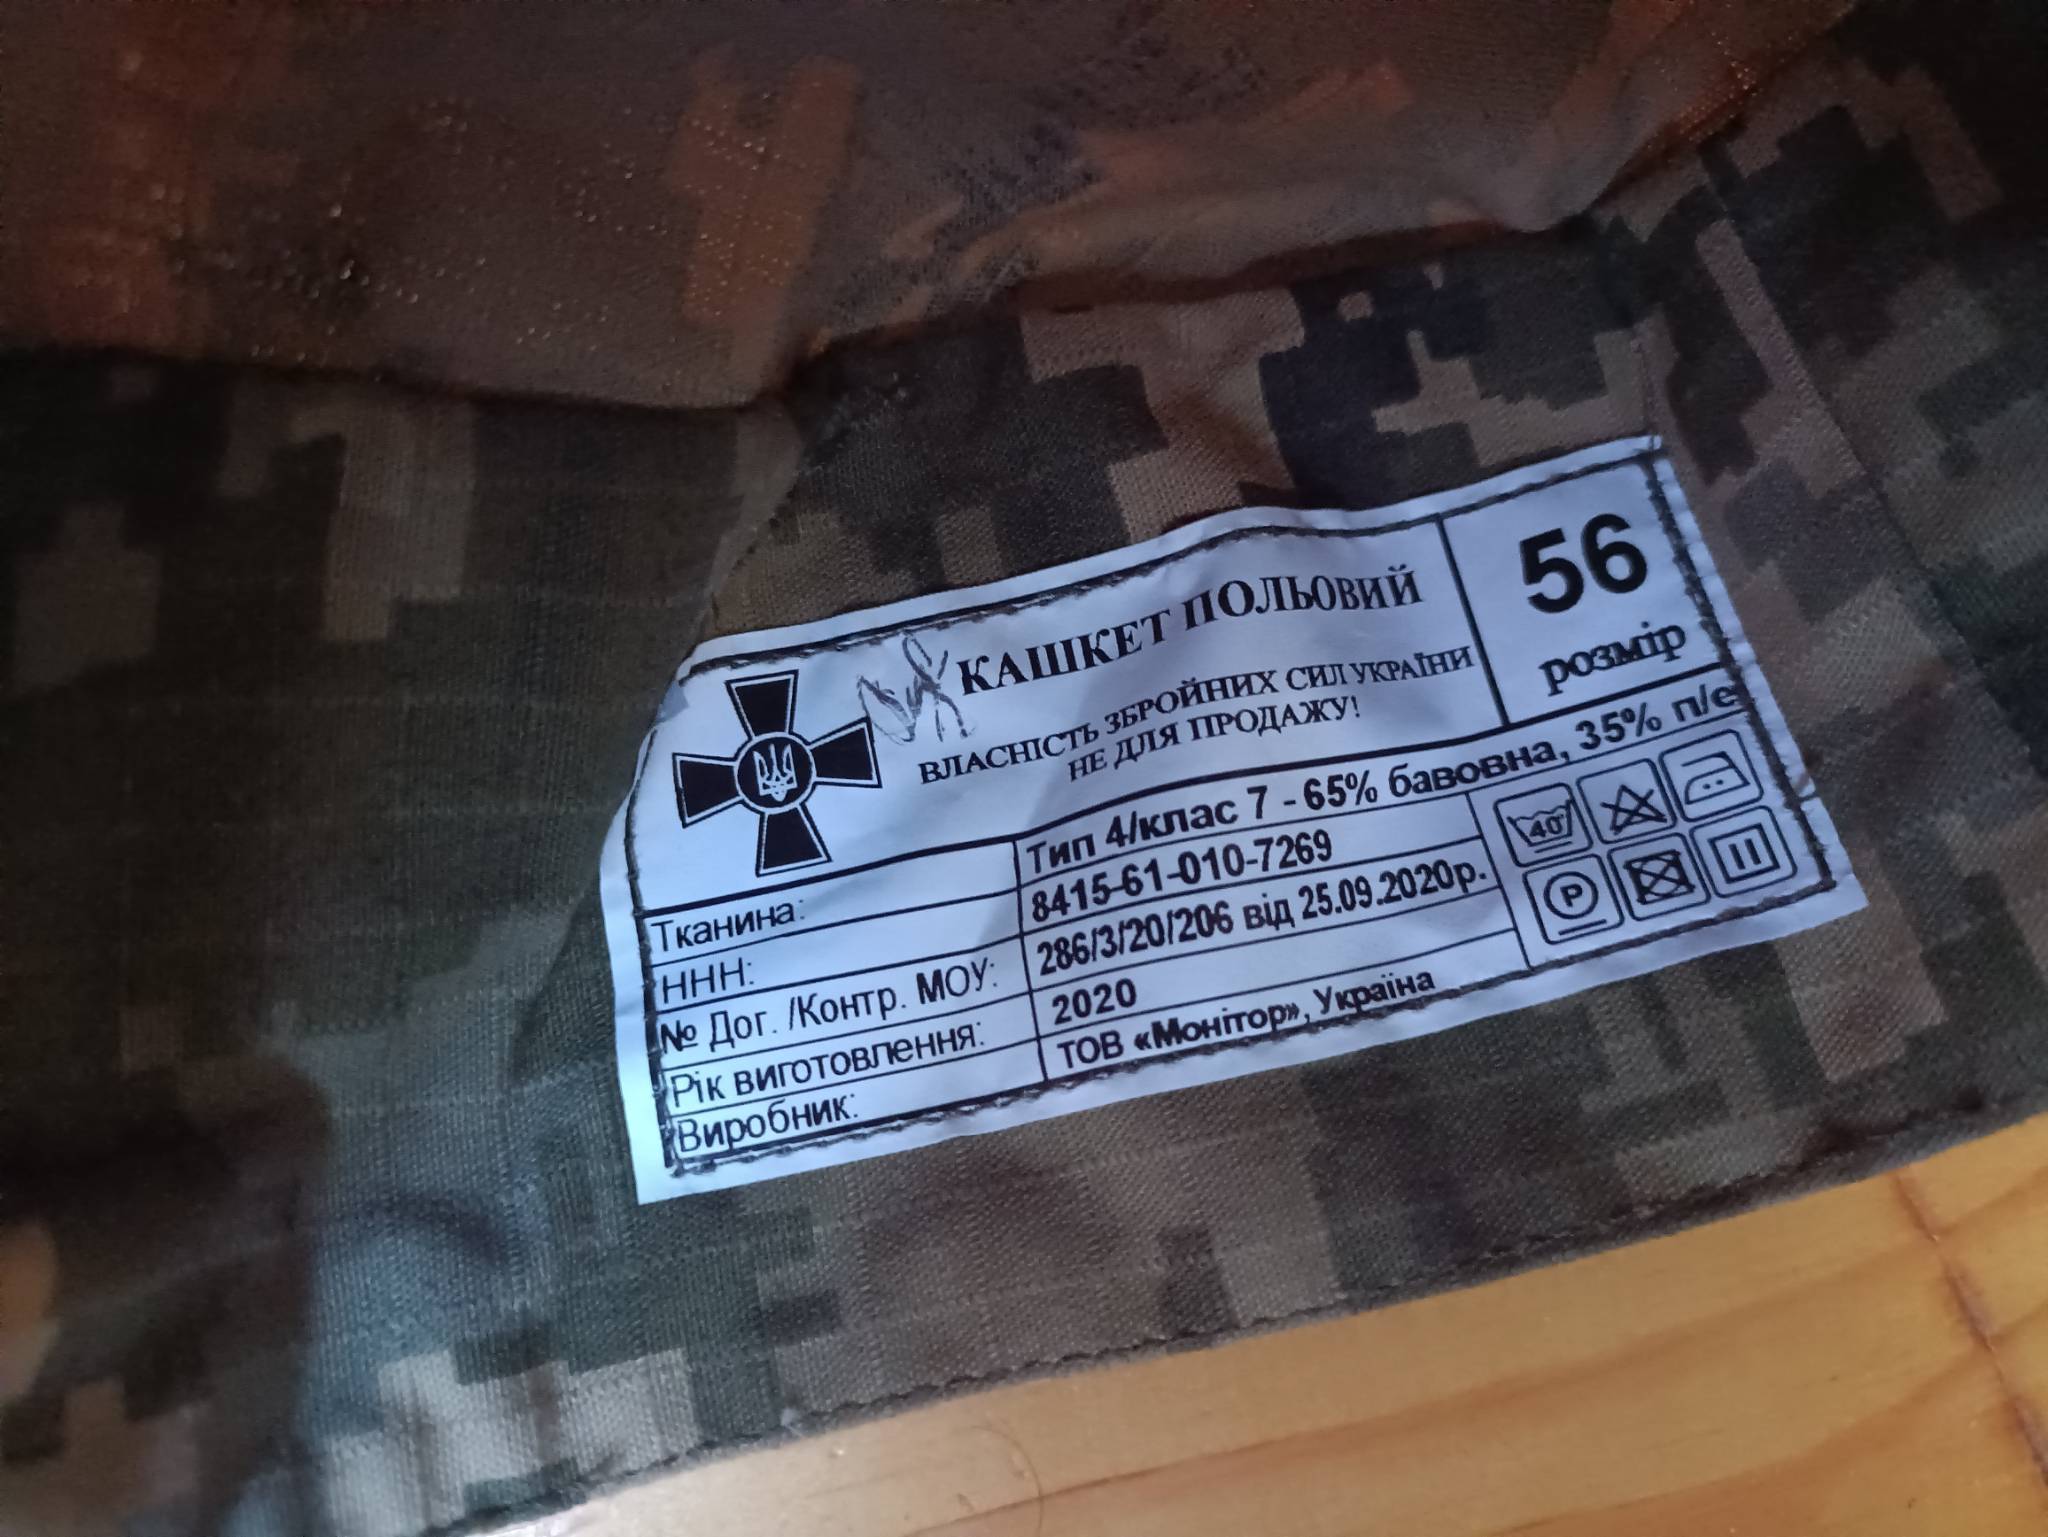 КАШКЕТ ПОЛЬОВИЙ
ВЛАСНІСТЬ ЗБРОЙНИХ СИЛ УКРАЇНИ
НЕ ДЛЯ ПРОДАЖУ!
56
розмір
Тканина: Тип 4/клас 7 - 65% бавовна, 35% п/е
ННН: 8415-61-010-7269
№ Дог. /Контр. МОУ: 286/3/20/206 від 25.09.2020р.
Рік виготовлення: 2020
Виробник: ТОВ «Монітор», Україна
40°
P